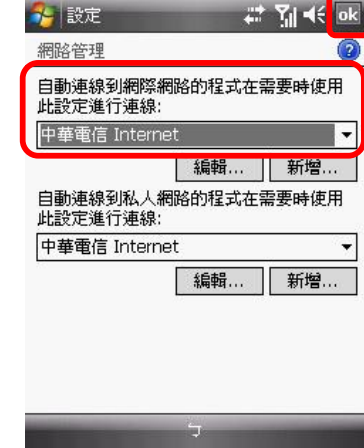 設定
ok
網路管理
自動連線到網際網路的程式在需要時使用
此設定進行連線:
中華電信 Internet
編輯...
新增...
自動連線到私人網路的程式在需要時使用
此設定進行連線:
中華電信 Internet
編輯...
新增...